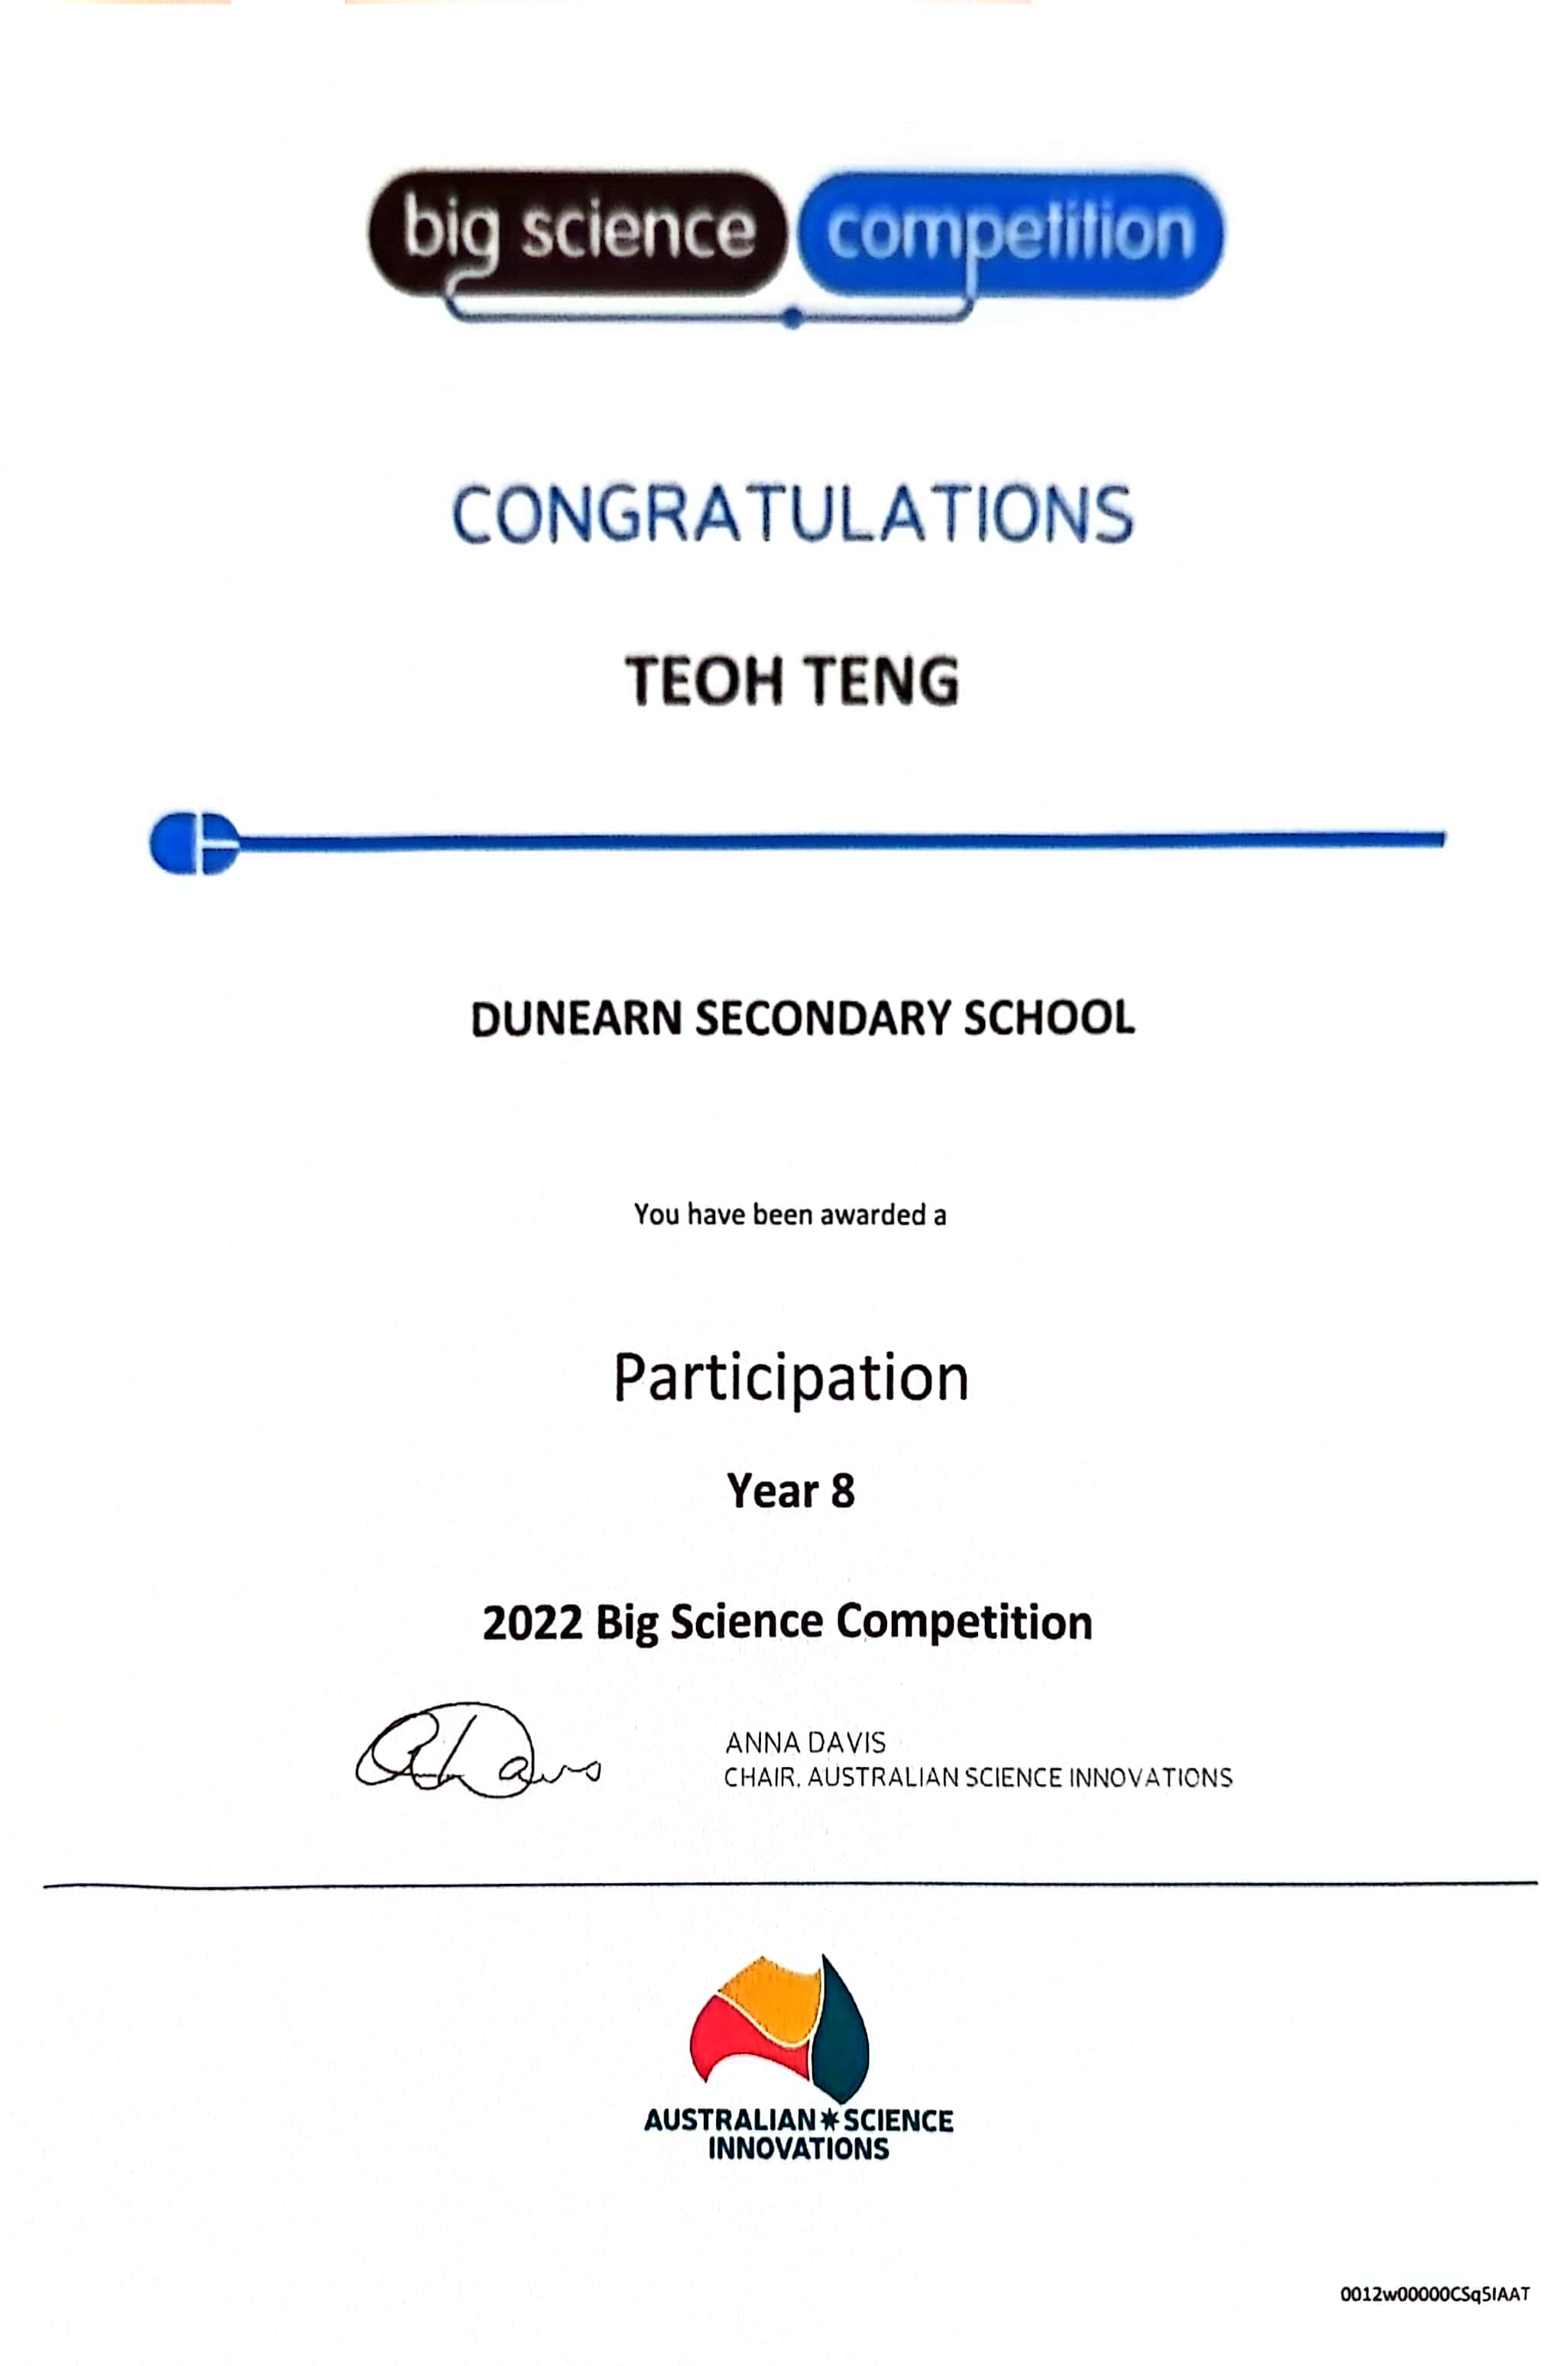 big science competition
CONGRATULATIONS
TEOH TENG
DUNEARN SECONDARY SCHOOL
You have been awarded a
Participation
Year 8
2022 Big Science Competition
ADavis
ANNA DAVIS
CHAIR, AUSTRALIAN SCIENCE INNOVATIONS
AUSTRALIAN SCIENCE
INNOVATIONS
0012w00000CSq5IAAT